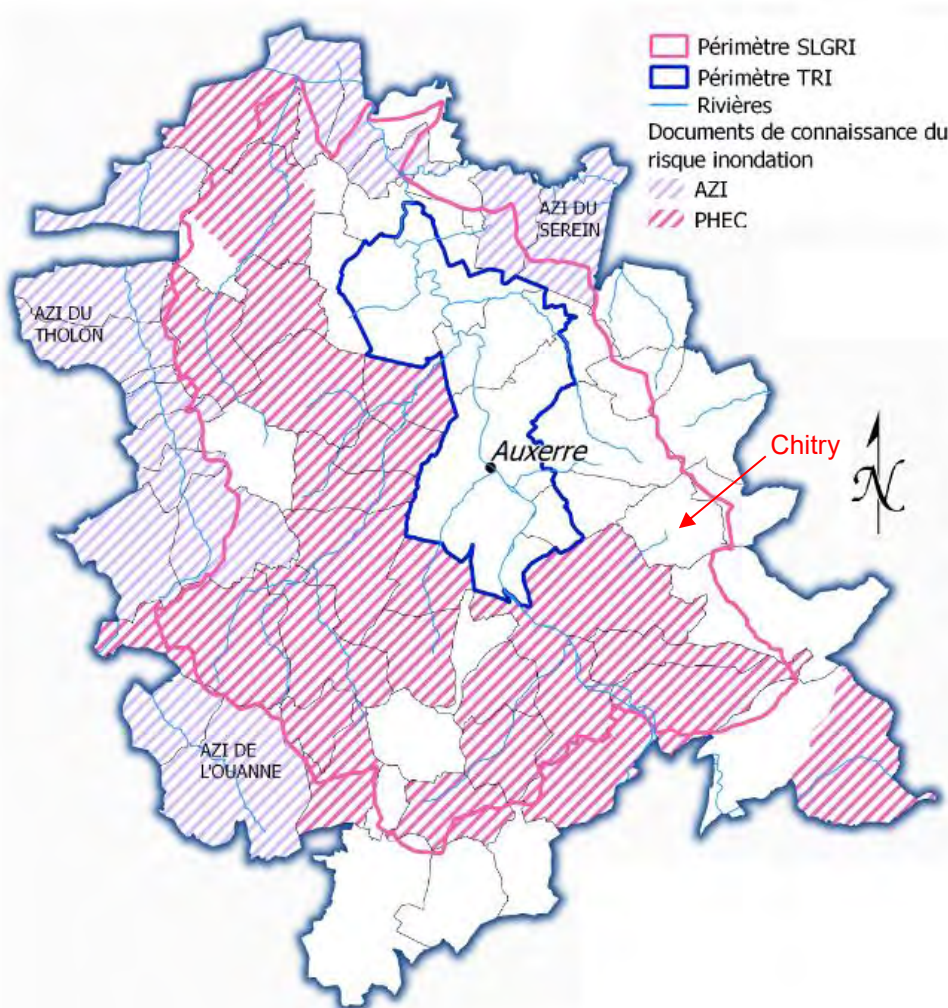 Périmètre SLGRI
Périmètre TRI
Rivières
Documents de connaissance du
risque inondation
AZI
PHEC
AZI DU
SEREIN
AZI DU
THOLON
Chitry
Auxerre
N
AZI DE
L'OUANNE